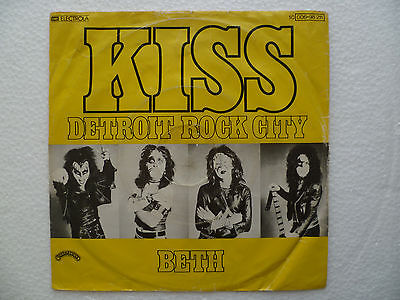 ELECTROLA
KISS
DETROIT ROCK CITY
BETH